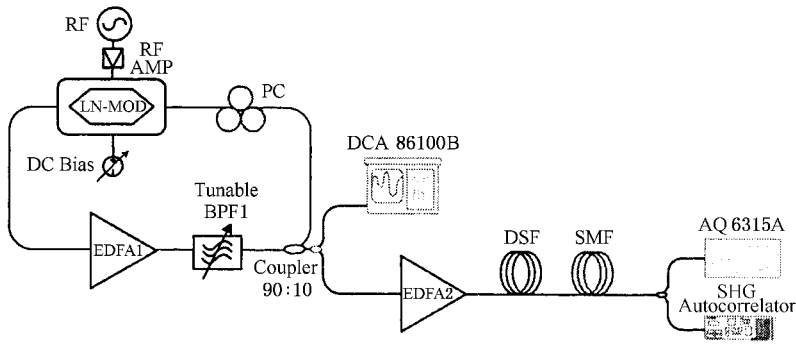 RF
RF
AMP
LN-MOD
PC
DC Bias
DCA 86100B
Tunable
BPF1
EDFA1
Coupler
90:10
DSF
SMF
AQ 6315A
EDFA2
SHG
Autocorrelator